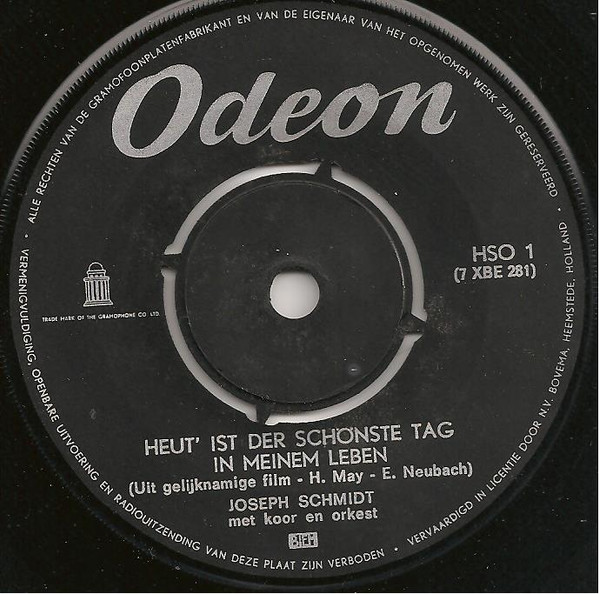 • ALLE RECHTEN VAN DE GRAMOFOONPLATENFABRIKANT EN VAN DE EIGENAAR VAN HET OPGENOMEN WERK ZIJN GERESERVEERD •
Odeon
HSO 1
(7 XBE 281)
TRADE MARK OF THE GRAMOPHONE CO LTD.
HEUT' IST DER SCHÖNSTE TAG
IN MEINEM LEBEN
(Uit gelijknamige film - H. May - E. Neubach)
JOSEPH SCHMIDT
met koor en orkest
BIEM
VERMENIGVULDIGING, OPENBARE UITVOERING EN RADIOUITZENDING VAN DEZE PLAAT ZIJN VERBODEN •
VERVAARDIGD IN LICENTIE DOOR N.V. BOVEMA, HEEMSTEDE, HOLLAND